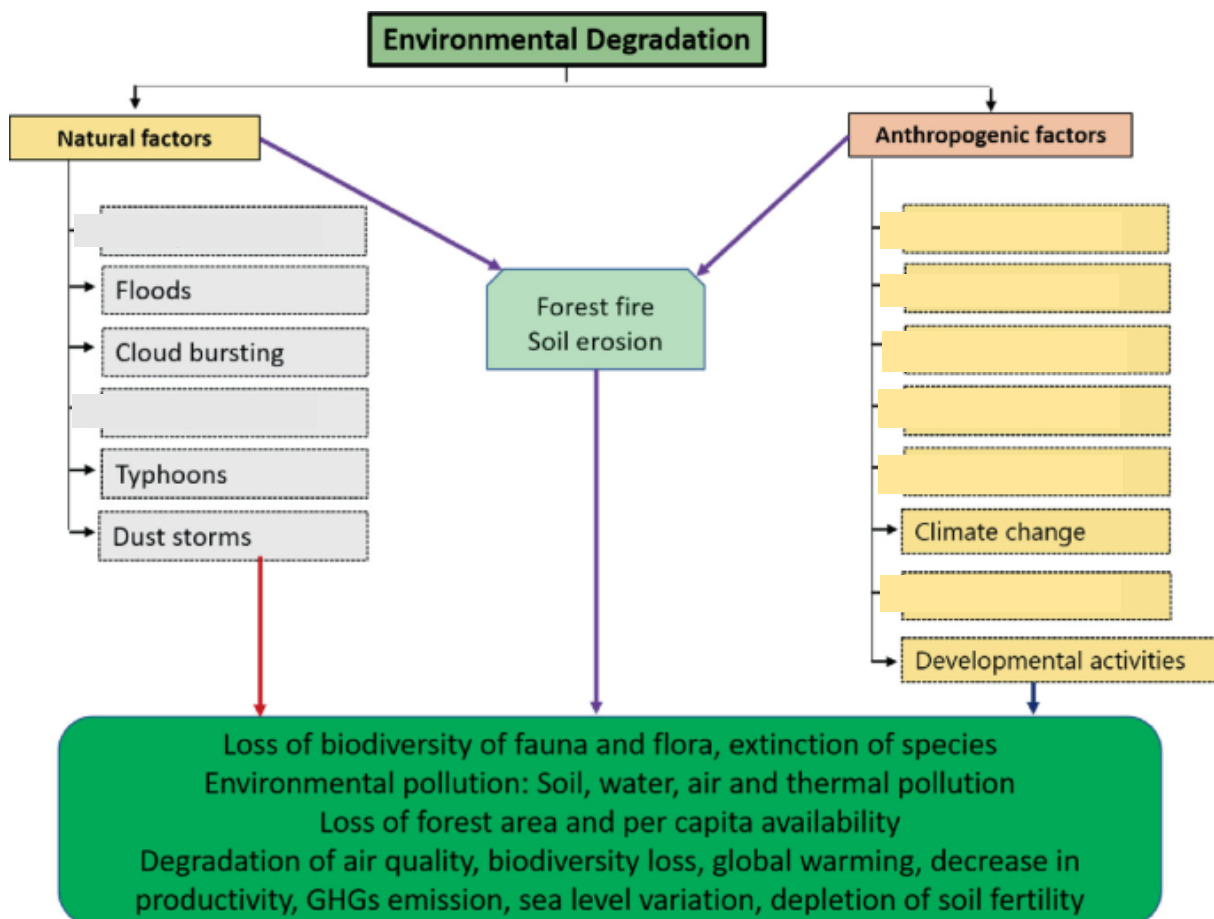 Environmental Degradation
Natural factors
Anthropogenic factors
Floods
Cloud bursting
Typhoons
Dust storms
Forest fire
Soil erosion
Climate change
Developmental activities
Loss of biodiversity of fauna and flora, extinction of species
Environmental pollution: Soil, water, air and thermal pollution
Loss of forest area and per capita availability
Degradation of air quality, biodiversity loss, global warming, decrease in
productivity, GHGs emission, sea level variation, depletion of soil fertility